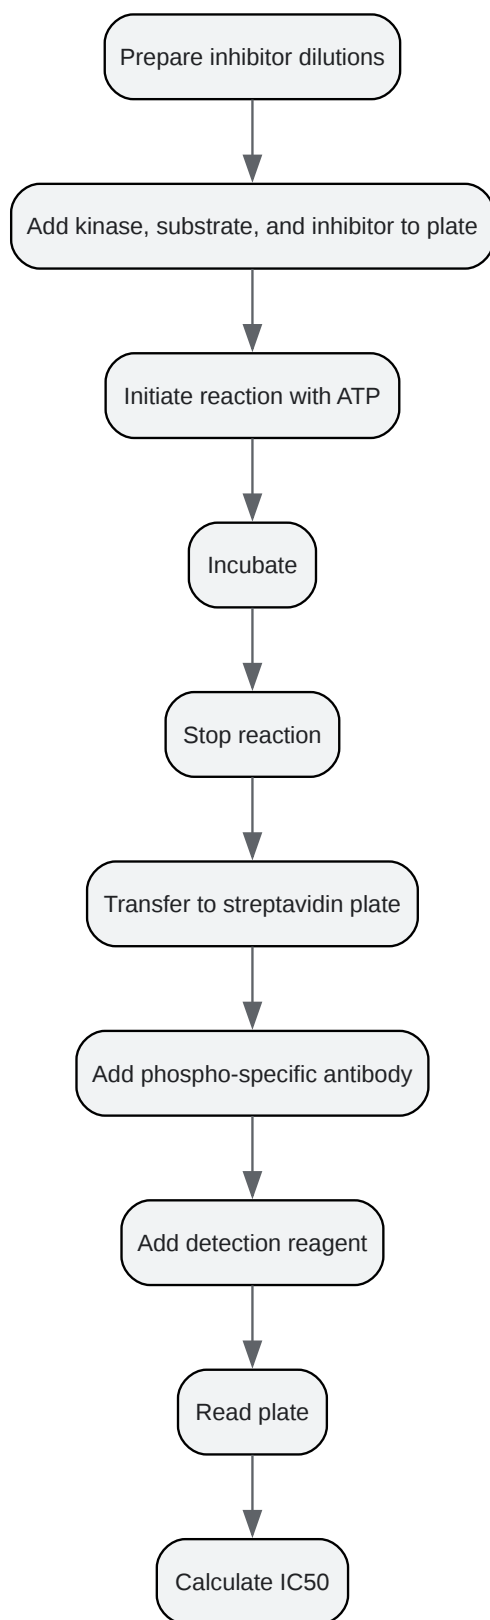 Prepare inhibitor dilutions
Add kinase, substrate, and inhibitor to plate
Initiate reaction with ATP
Incubate
Stop reaction
Transfer to streptavidin plate
Add phospho-specific antibody
Add detection reagent
Read plate
Calculate IC50